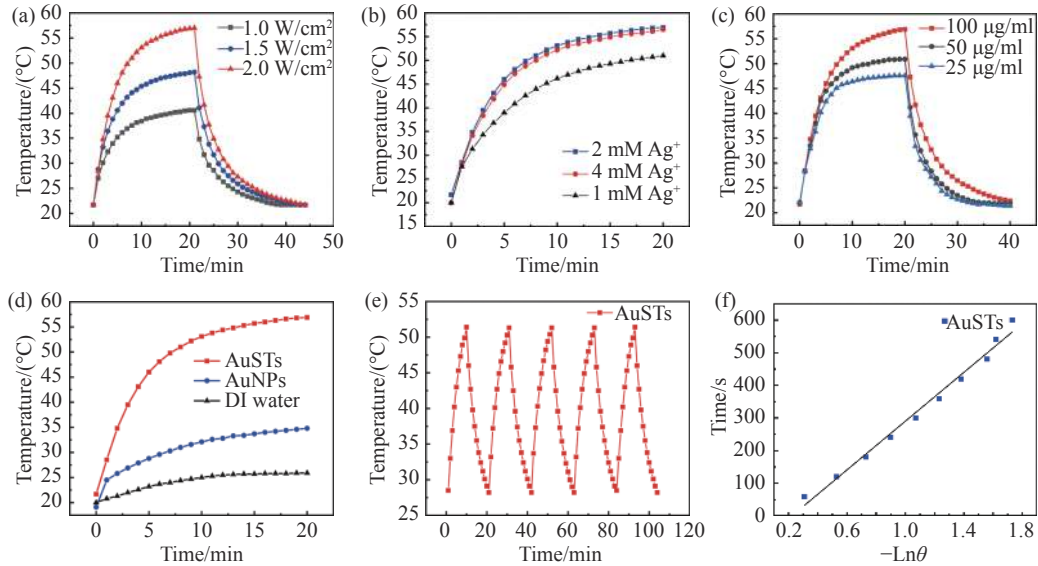 (a)
60
55
50
45
40
35
30
25
20
Temperature/(°C)
1.0 W/cm²
1.5 W/cm²
2.0 W/cm²
0 10 20 30 40 50
Time/min
(b)
60
55
50
45
40
35
30
25
20
15
Temperature/(°C)
2 mM Ag⁺
4 mM Ag⁺
1 mM Ag⁺
0 5 10 15 20
Time/min
(c)
60
55
50
45
40
35
30
25
20
Temperature/(°C)
100 μg/ml
50 μg/ml
25 μg/ml
0 10 20 30 40
Time/min
(d)
60
55
50
45
40
35
30
25
20
15
Temperature/(°C)
AuSTs
AuNPs
DI water
0 5 10 15 20
Time/min
(e)
55
50
45
40
35
30
25
Temperature/(°C)
AuSTs
0 20 40 60 80 100 120
Time/min
(f)
600
500
400
300
200
100
0
Time/s
AuSTs
0.2 0.6 1.0 1.4 1.8
−Lnθ